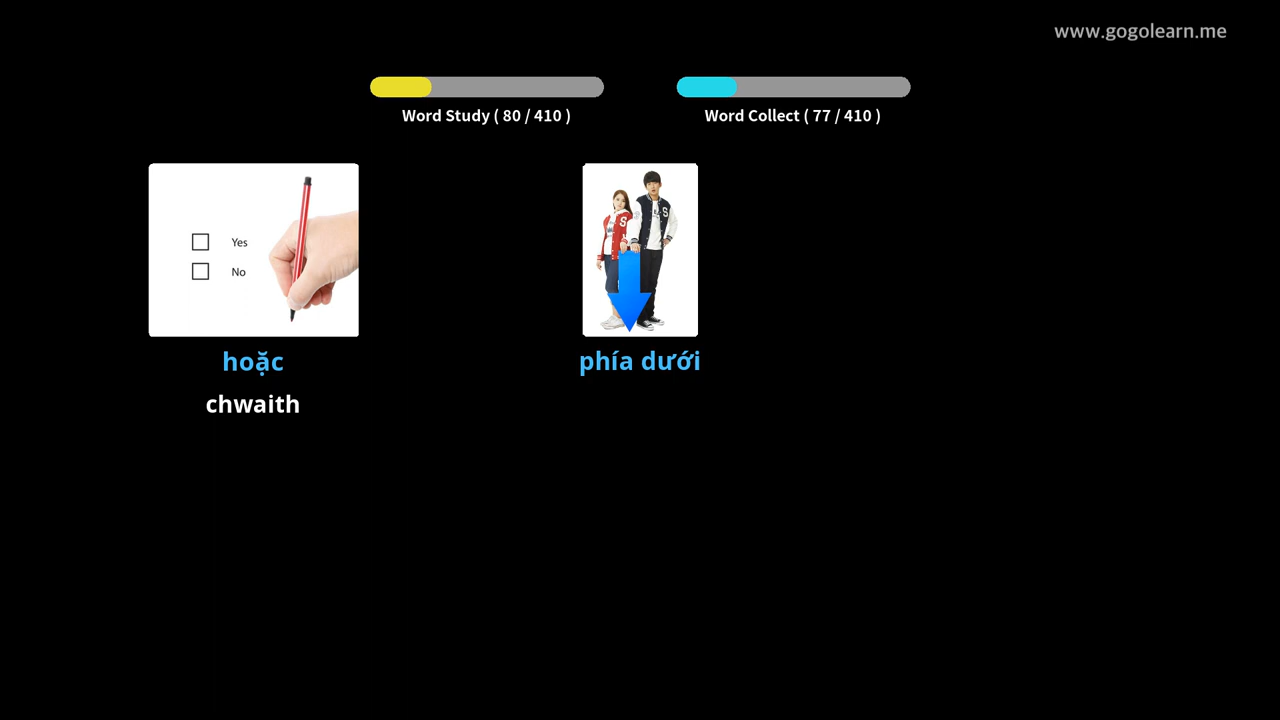 www.gogolearn.me
Word Study ( 80 / 410 )
Word Collect ( 77 / 410 )
Yes
No
S
S
hoặc
phía dưới
chwaith